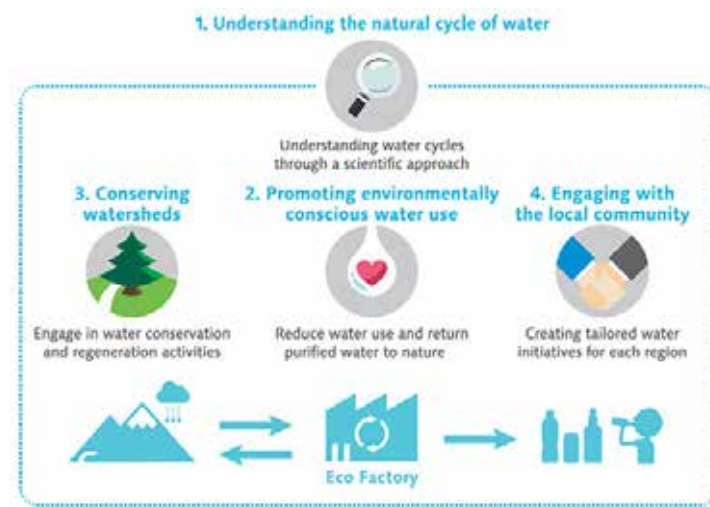 1. Understanding the natural cycle of water
Understanding water cycles
through a scientific approach
3. Conserving
watersheds
Engage in water conservation
and regeneration activities
2. Promoting environmentally
conscious water use
Reduce water use and return
purified water to nature
4. Engaging with
the local community
Creating tailored water
initiatives for each region
Eco Factory